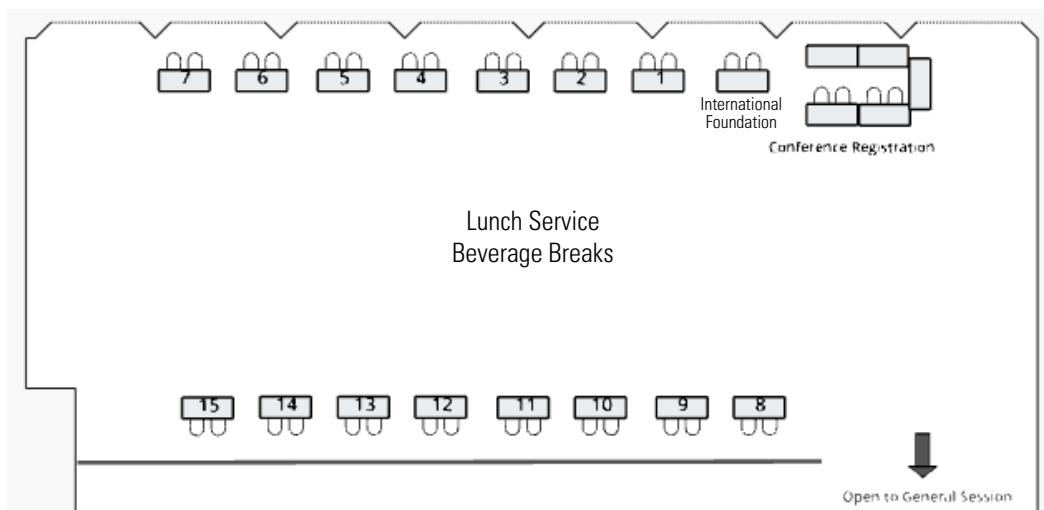 7 6 5 4 3 2 1
International
Foundation
Conference Registration
Lunch Service
Beverage Breaks
15 14 13 12 11 10 9 8
Open to General Session